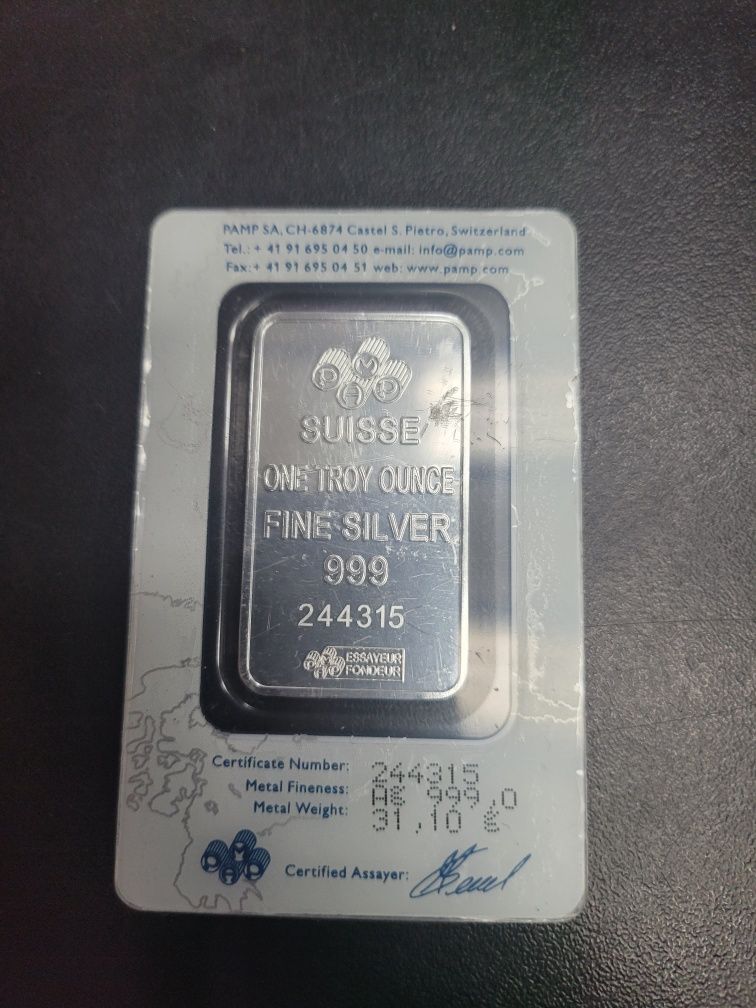 PAMP SA, CH-6874 Castel S. Pietro, Switzerland
Tel.: + 41 91 695 04 50 e-mail: info@pamp.com
Fax:+ 41 91 695 04 51 web: www.pamp.com
PAMP
SUISSE
ONE TROY OUNCE
FINE SILVER
999
244315
PAMP ESSAYEUR
FONDEUR
Certificate Number: 244315
Metal Fineness: Ag 999,0
Metal Weight: 31,10 g
PAMP
Certified Assayer: